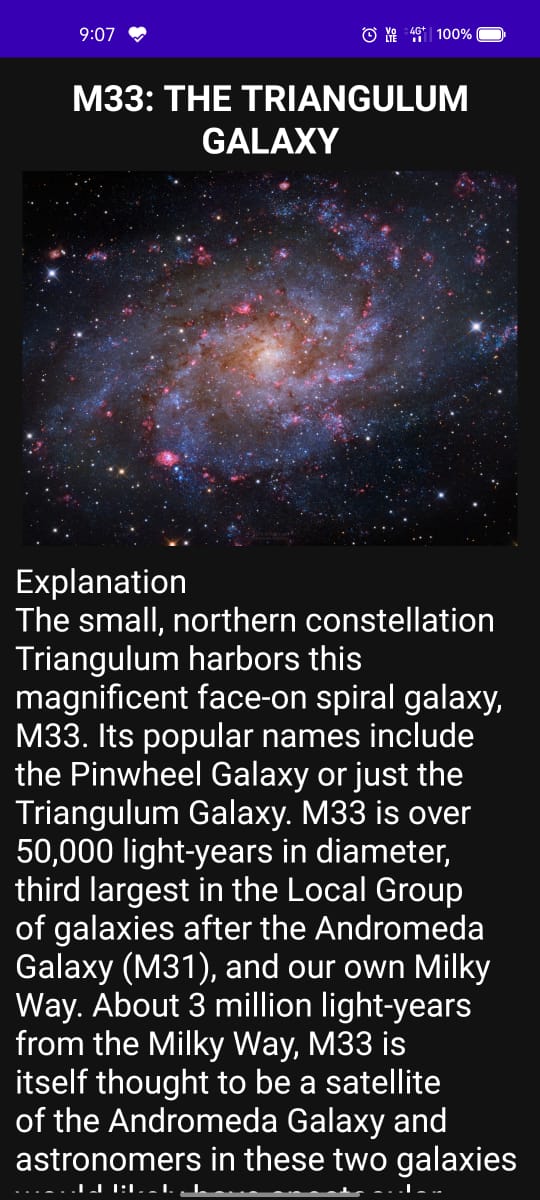 9:07
Vo LTE 4G+ 100%
M33: THE TRIANGULUM
GALAXY
Explanation
The small, northern constellation
Triangulum harbors this
magnificent face-on spiral galaxy,
M33. Its popular names include
the Pinwheel Galaxy or just the
Triangulum Galaxy. M33 is over
50,000 light-years in diameter,
third largest in the Local Group
of galaxies after the Andromeda
Galaxy (M31), and our own Milky
Way. About 3 million light-years
from the Milky Way, M33 is
itself thought to be a satellite
of the Andromeda Galaxy and
astronomers in these two galaxies
would likely have spectacular